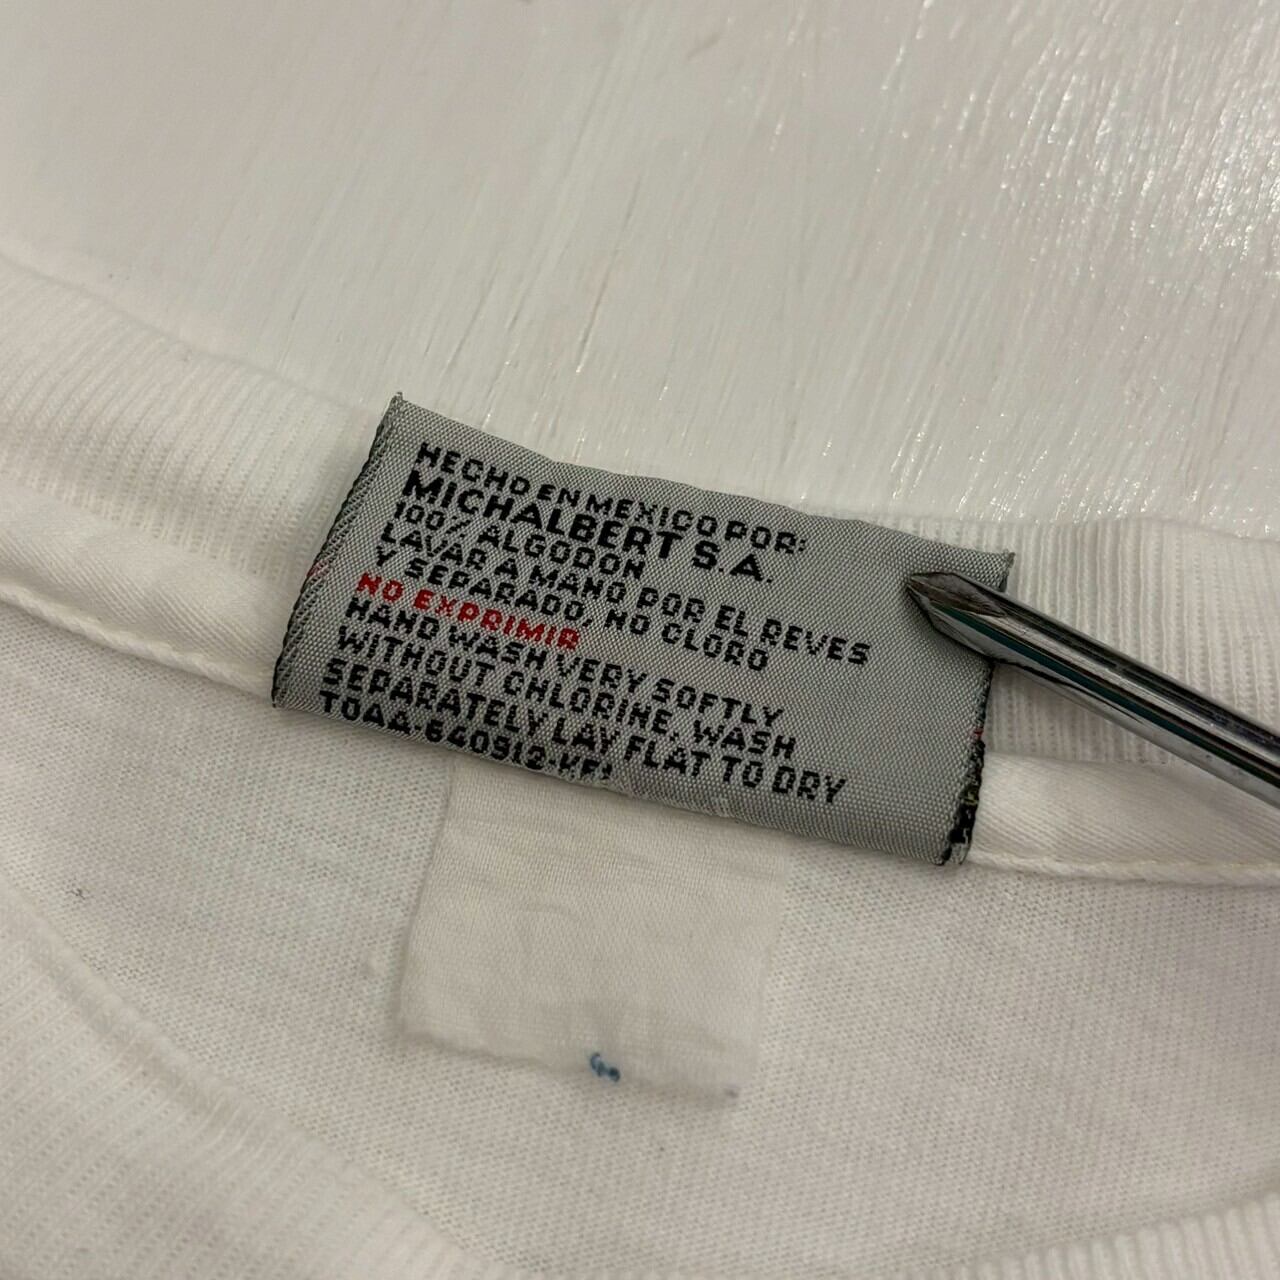 HECHO EN MEXICO POR:
MICHALBERT S.A.
100% ALGODON
LAVAR A MANO POR EL REVES
Y SEPARADO, NO CLORO
NO EXPRIMIR
HAND WASH VERY SOFTLY
WITHOUT CHLORINE, WASH
SEPARATELY LAY FLAT TO DRY